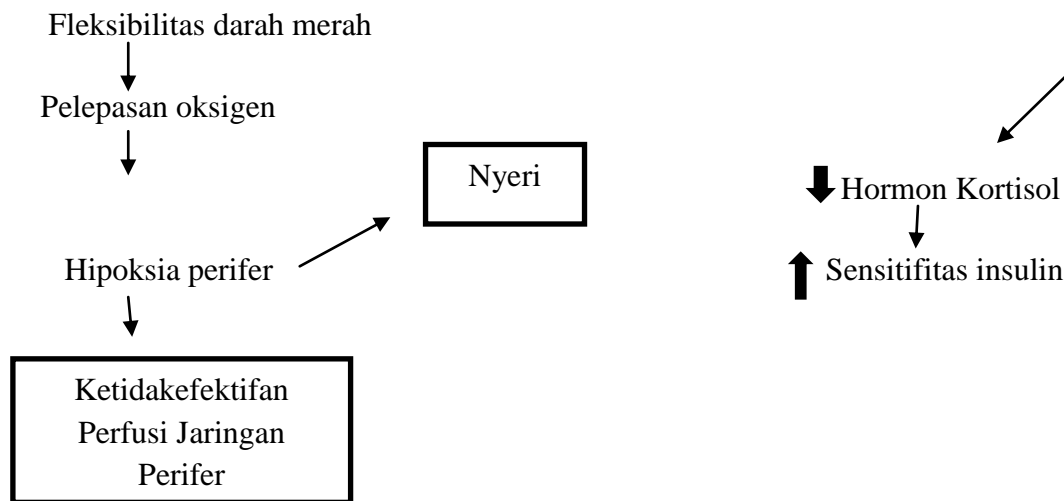 Fleksibilitas darah merah
Pelepasan oksigen
Nyeri
Hipoksia perifer
Ketidakefektifan
Perfusi Jaringan
Perifer
Hormon Kortisol
Sensitifitas insulin